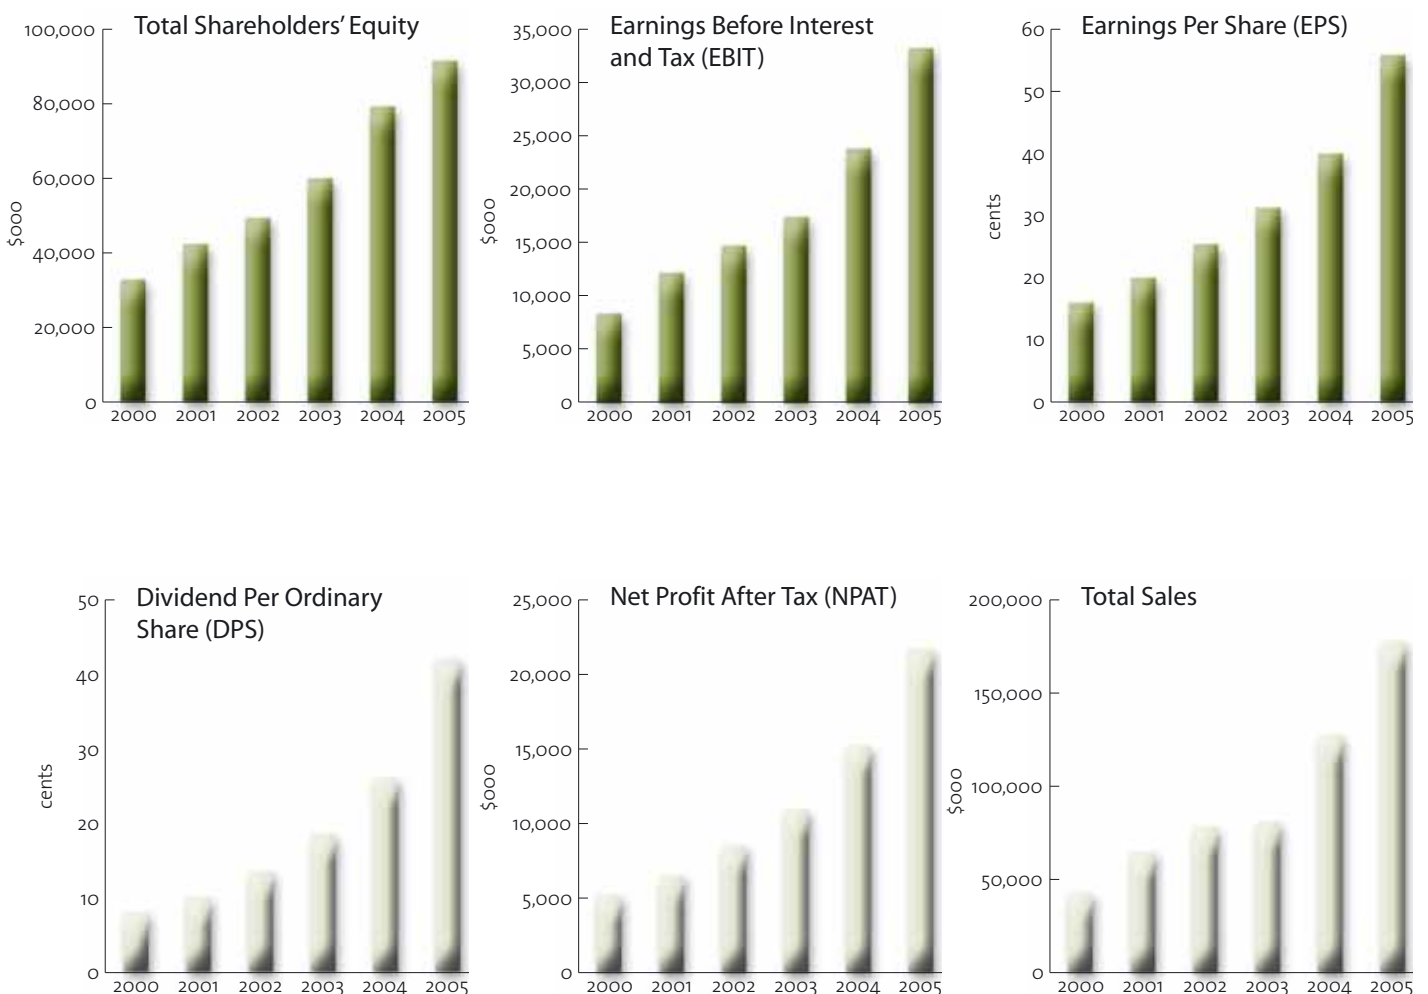 Total Shareholders' Equity
100,000
80,000
60,000
40,000
20,000
0
$000
2000 2001 2002 2003 2004 2005
Earnings Before Interest
and Tax (EBIT)
35,000
30,000
25,000
20,000
15,000
10,000
5,000
0
$000
2000 2001 2002 2003 2004 2005
Earnings Per Share (EPS)
60
50
40
30
20
10
0
cents
2000 2001 2002 2003 2004 2005
Dividend Per Ordinary
Share (DPS)
50
40
30
20
10
0
cents
2000 2001 2002 2003 2004 2005
Net Profit After Tax (NPAT)
25,000
20,000
15,000
10,000
5,000
0
$000
2000 2001 2002 2003 2004 2005
Total Sales
200,000
150,000
100,000
50,000
0
$000
2000 2001 2002 2003 2004 2005